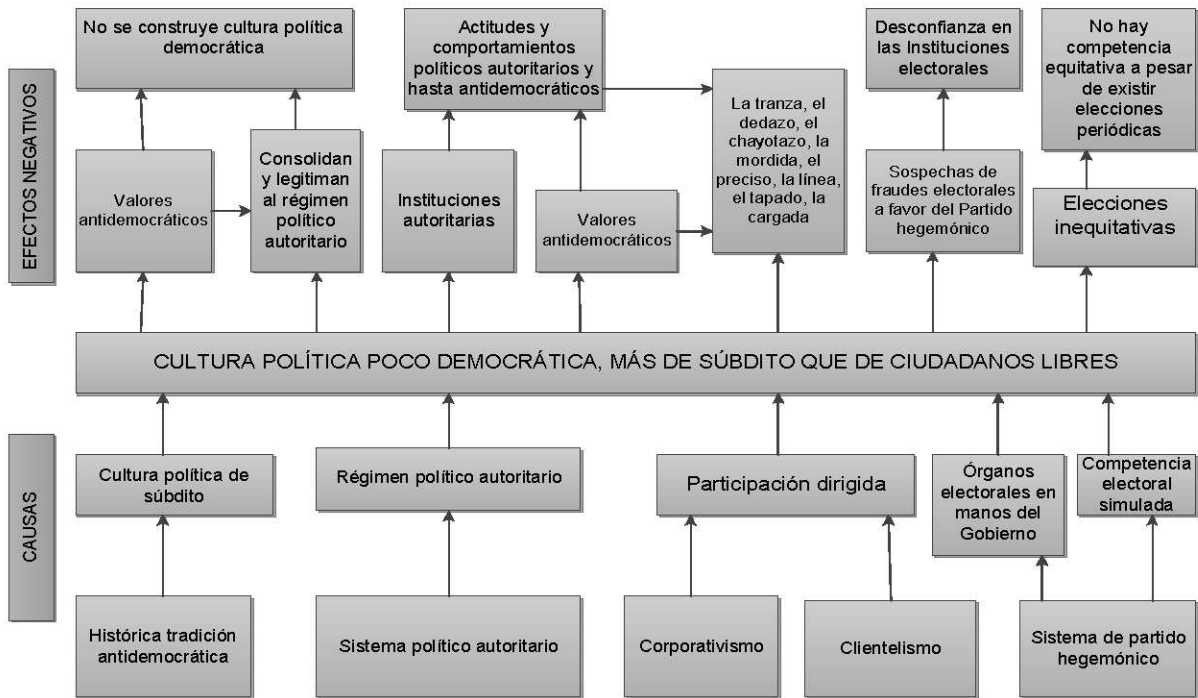 EFECTOS NEGATIVOS
No se construye cultura política
democrática
Actitudes y
comportamientos
políticos autoritarios y
hasta antidemocráticos
Desconfianza en
las Instituciones
electorales
No hay
competencia
equitativa a pesar
de existir
elecciones
periódicas
Valores
antidemocráticos
Consolidan
y legitiman
al régimen
político
autoritario
Instituciones
autoritarias
Valores
antidemocráticos
La tranza, el
dedazo, el
chayotazo, la
mordida, el
preciso, la línea,
el tapado, la
cargada
Sospechas de
fraudes electorales
a favor del Partido
hegemónico
Elecciones
inequitativas
CULTURA POLÍTICA POCO DEMOCRÁTICA, MÁS DE SÚBDITO QUE DE CIUDADANOS LIBRES
CAUSAS
Cultura política de
súbdito
Régimen político autoritario
Participación dirigida
Órganos
electorales en
manos del
Gobierno
Competencia
electoral
simulada
Histórica tradición
antidemocrática
Sistema político autoritario
Corporativismo
Clientelismo
Sistema de partido
hegemónico